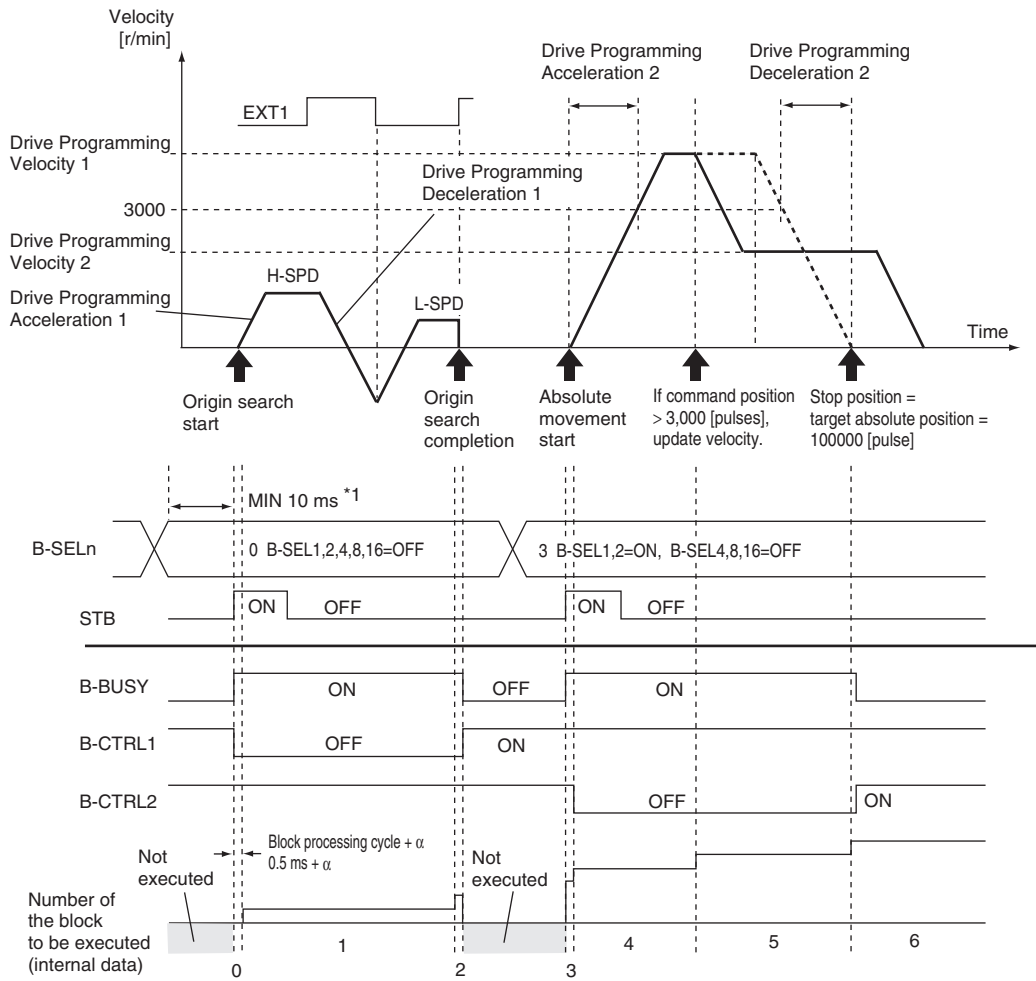 Velocity
[r/min]
Drive Programming
Acceleration 2
Drive Programming
Deceleration 2
EXT1
Drive Programming
Velocity 1
Drive Programming
Deceleration 1
3000
Drive Programming
Velocity 2
H-SPD
L-SPD
Drive Programming
Acceleration 1
Time
Origin search
start
Origin
search
completion
Absolute
movement
start
If command position
> 3,000 [pulses],
update velocity.
Stop position =
target absolute position =
100000 [pulse]
MIN 10 ms *1
B-SELn
0 B-SEL1,2,4,8,16=OFF
3 B-SEL1,2=ON, B-SEL4,8,16=OFF
STB
ON
OFF
ON
OFF
B-BUSY
ON
OFF
ON
B-CTRL1
OFF
ON
B-CTRL2
OFF
ON
Not
executed
Block processing cycle + α
0.5 ms + α
Not
executed
Number of
the block
to be executed
(internal data)
0
1
2
3
4
5
6